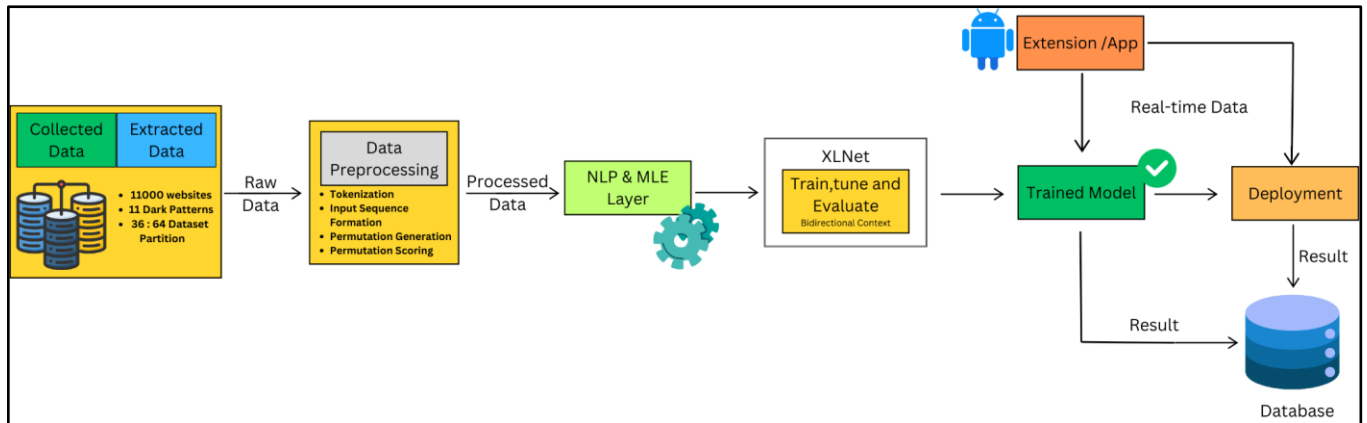 Collected
Data
Extracted
Data
• 11000 websites
• 11 Dark Patterns
• 36 : 64 Dataset
Partition
Raw
Data
Data
Preprocessing
• Tokenization
• Input Sequence
Formation
• Permutation Generation
• Permutation Scoring
Processed
Data
NLP & MLE
Layer
XLNet
Train,tune and
Evaluate
Bidirectional Context
Extension /App
Real-time Data
Trained Model
Deployment
Result
Result
Database